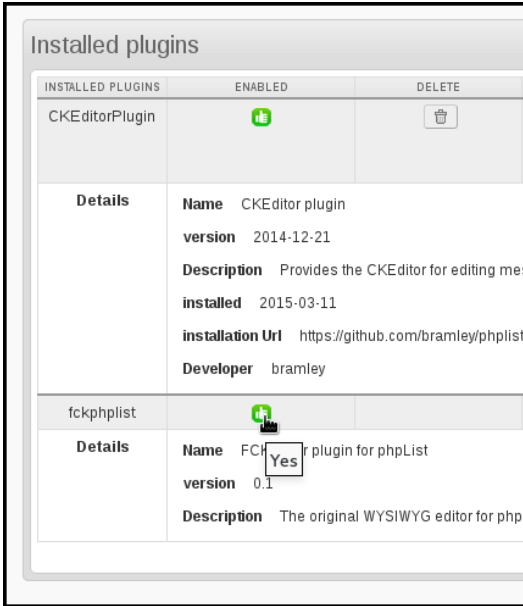 Installed plugins
INSTALLED PLUGINS ENABLED DELETE
CKEditorPlugin
Details
Name CKEditor plugin
version 2014-12-21
Description Provides the CKEditor for editing mes
installed 2015-03-11
installation Url https://github.com/bramley/phplist
Developer bramley
fckphplist
Details
Name FCK r plugin for phpList
Yes
version 0.1
Description The original WYSIWYG editor for php